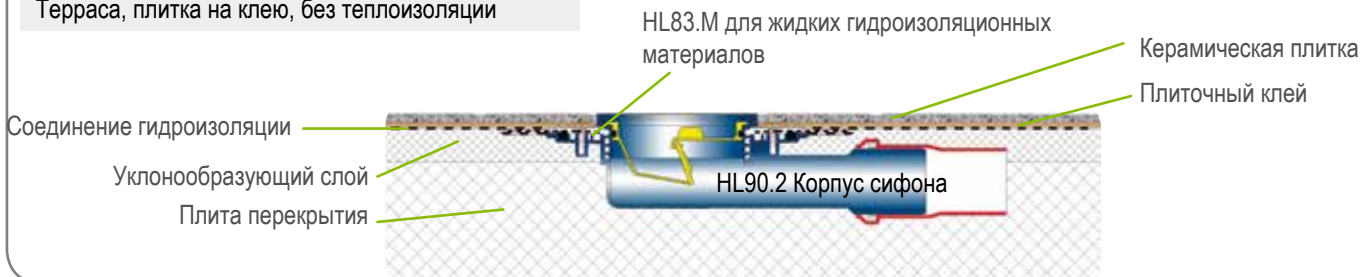 Терраса, плитка на клею, без теплоизоляции
HL83.M для жидких гидроизоляционных
материалов
Керамическая плитка
Плиточный клей
Соединение гидроизоляции
Уклонообразующий слой
HL90.2 Корпус сифона
Плита перекрытия